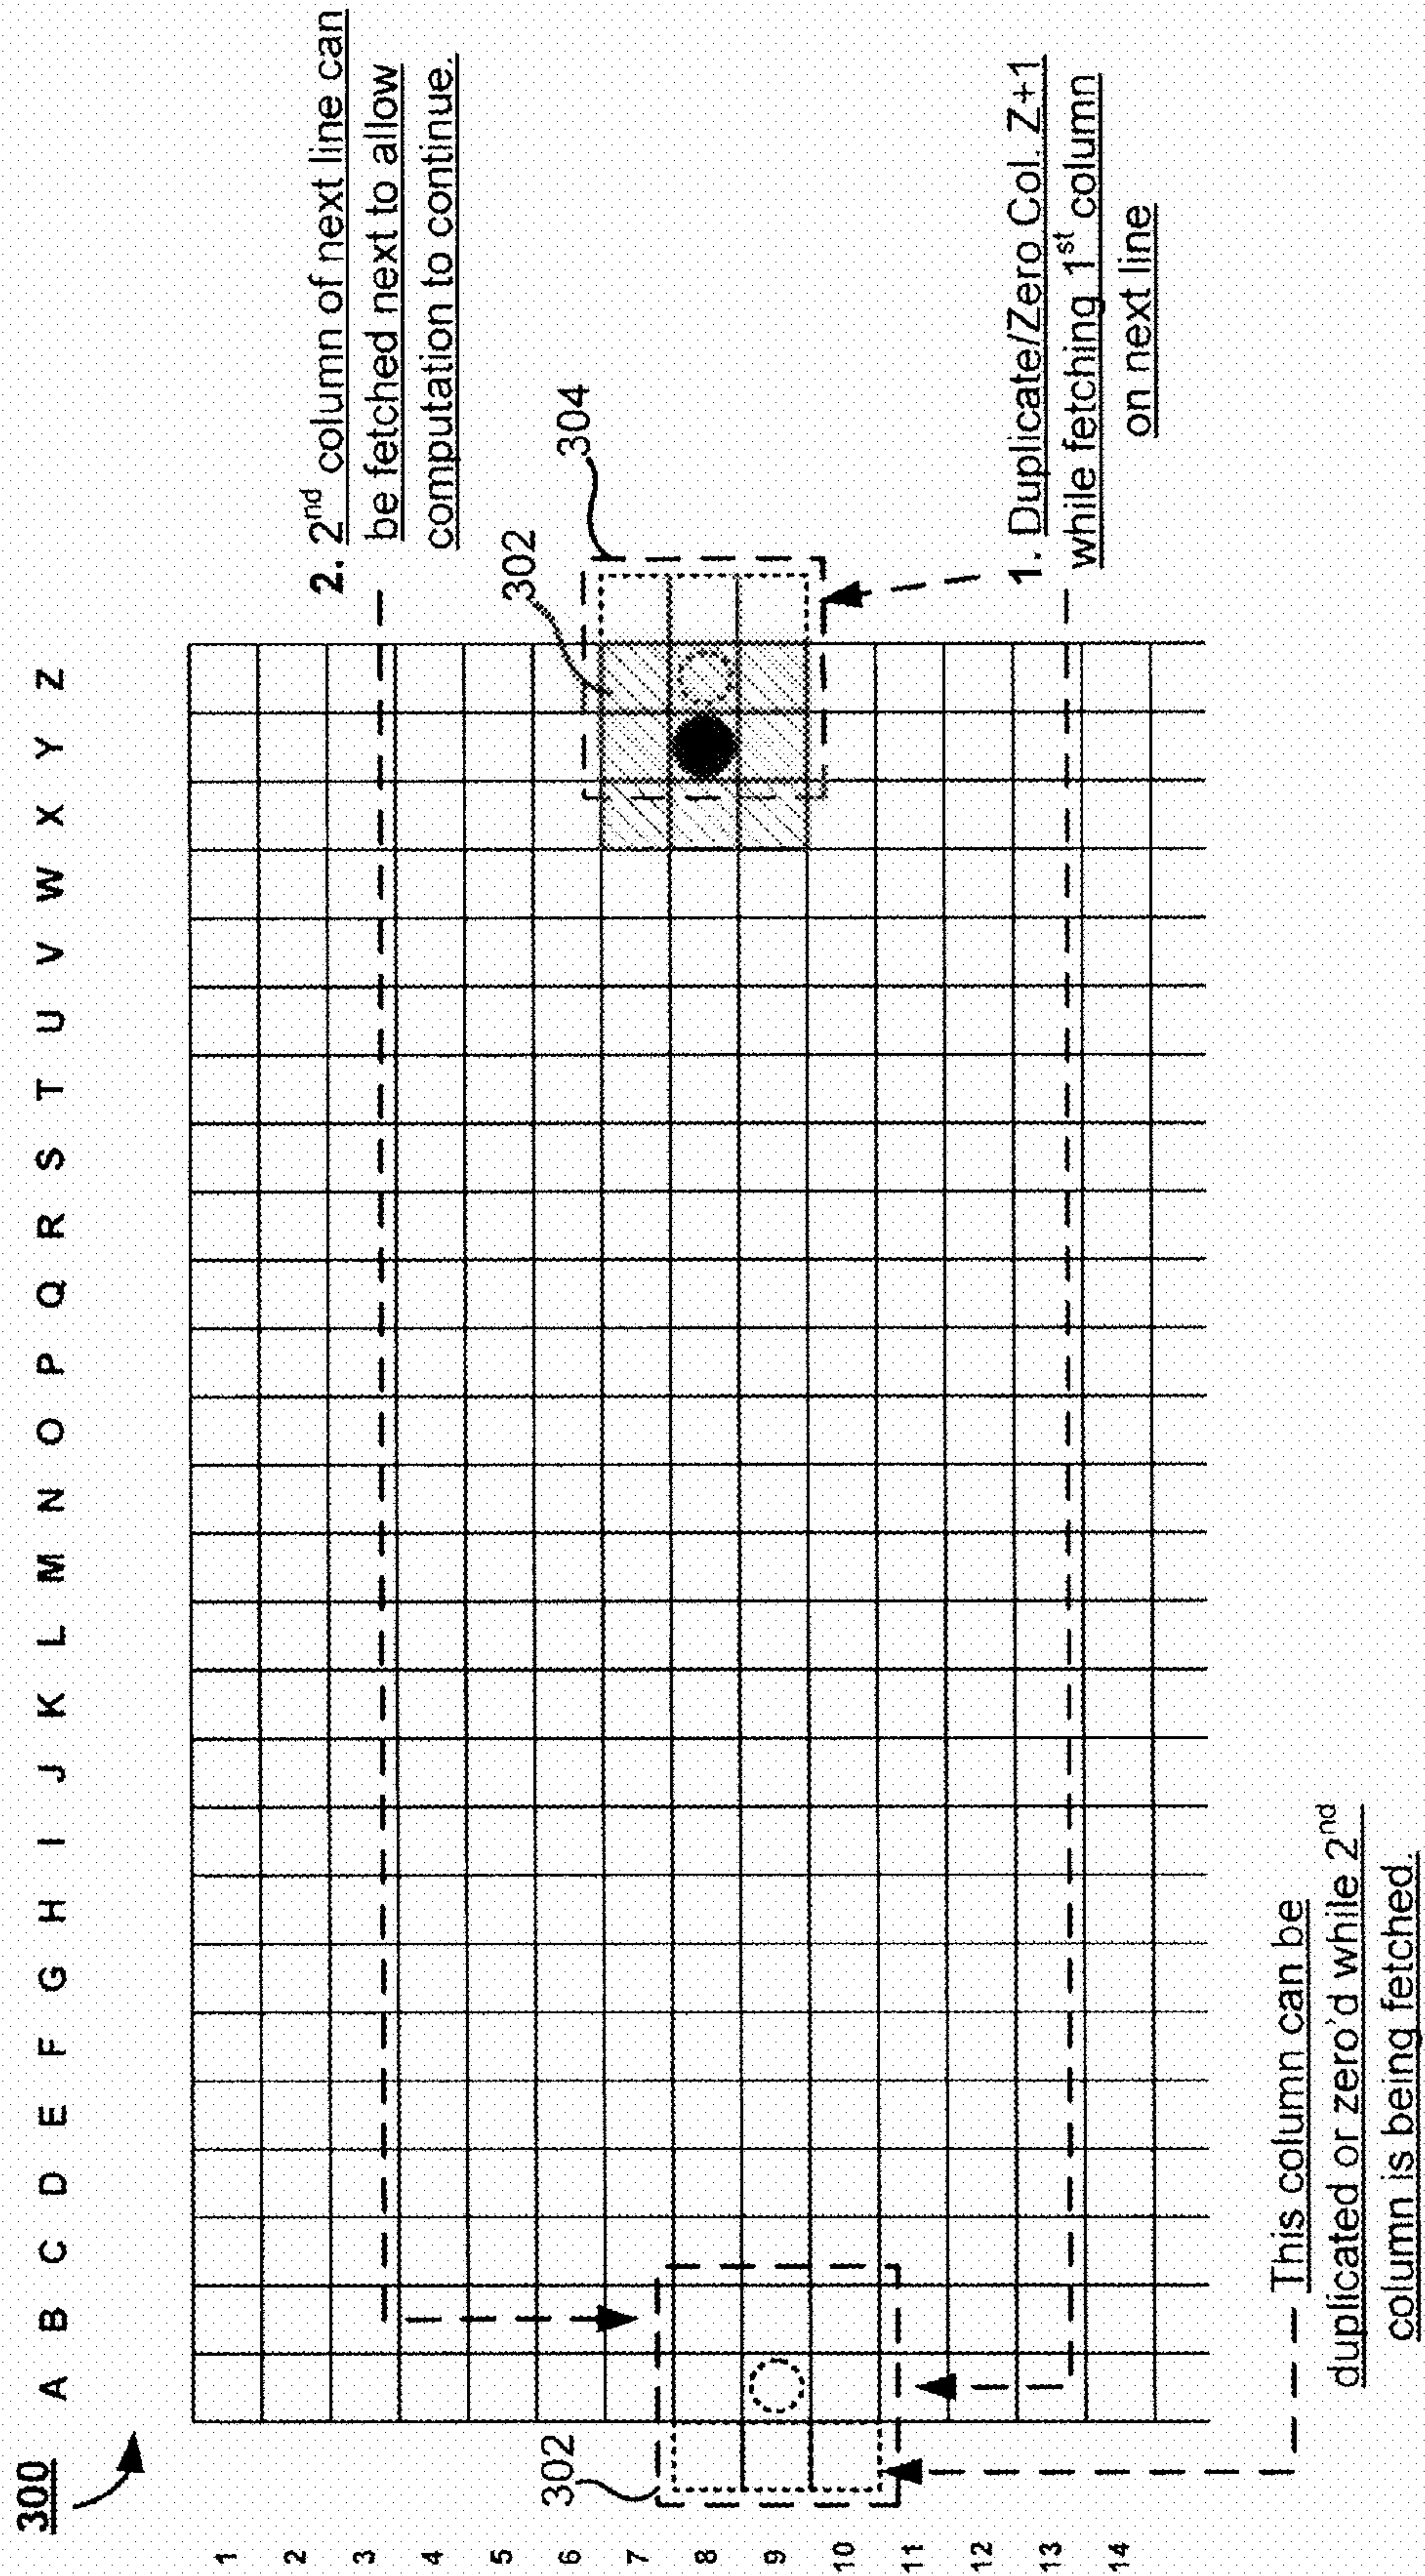 300
A B C D E F G H I J K L M N O P Q R S T U V W X Y Z
1
2
3
4
5
6
7
8
9
10
11
12
13
14
2. 2nd column of next line can
be fetched next to allow
computation to continue.
302
304
302
1. Duplicate/Zero Col. Z+1
while fetching 1st column
on next line
This column can be
duplicated or zero'd while 2nd
column is being fetched.